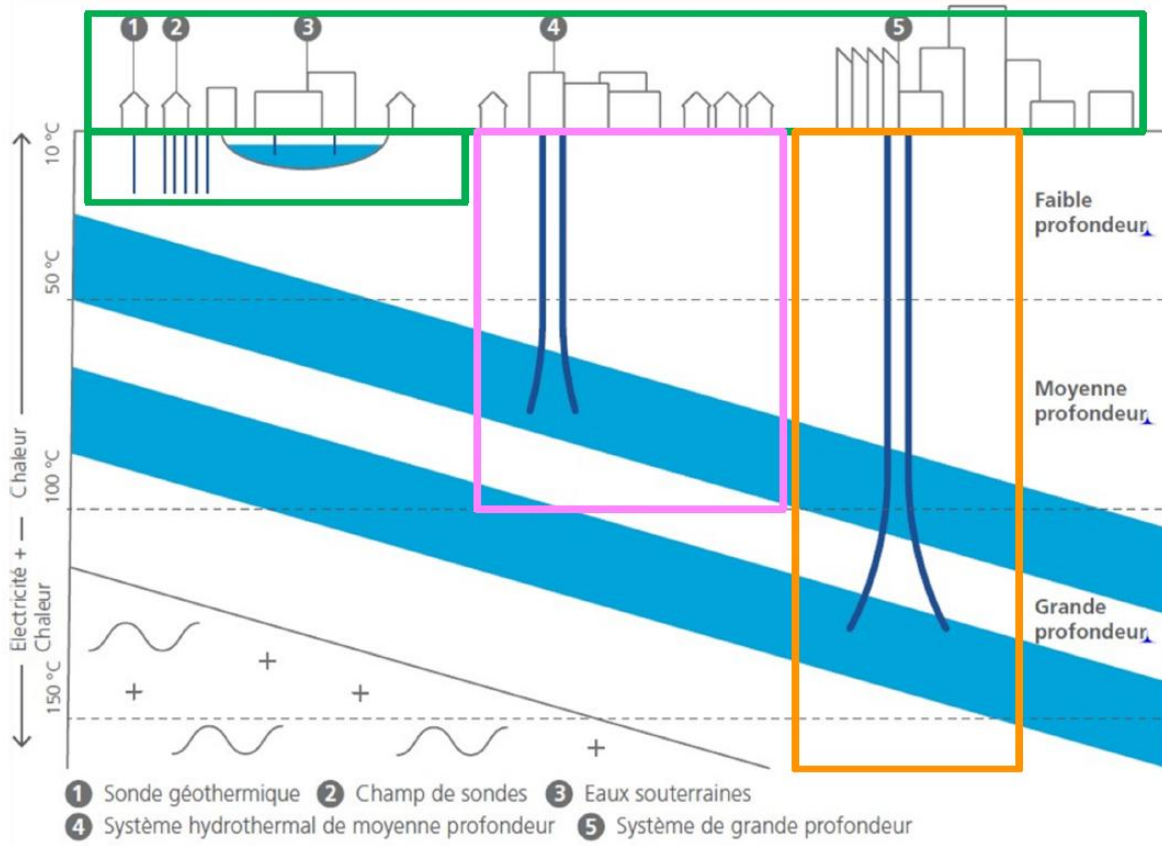 1 2 3 4 5
10 °C
50 °C
100 °C
150 °C
Chaleur
Electricité +
Chaleur
Faible
profondeur
Moyenne
profondeur
Grande
profondeur
1 Sonde géothermique 2 Champ de sondes 3 Eaux souterraines
4 Système hydrothermal de moyenne profondeur 5 Système de grande profondeur